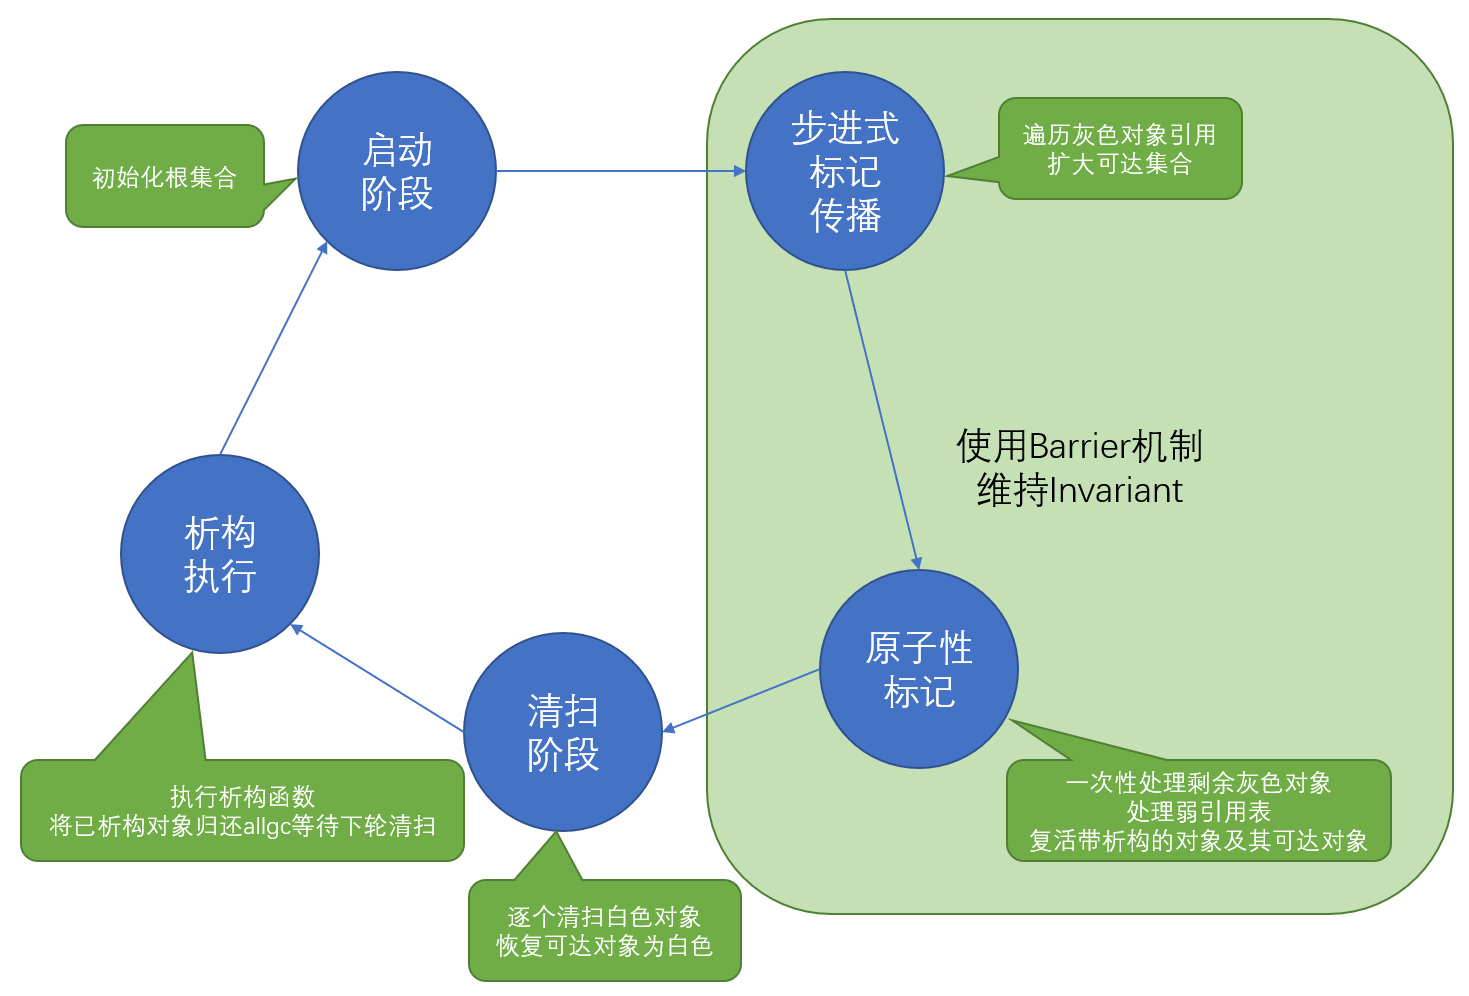 初始化根集合
启动
阶段
步进式
标记
传播
遍历灰色对象引用
扩大可达集合
使用Barrier机制
维持Invariant
析构
执行
原子性
标记
清扫
阶段
执行析构函数
将已析构对象归还allgc等待下轮清扫
一次性处理剩余灰色对象
处理弱引用表
复活带析构的对象及其可达对象
逐个清扫白色对象
恢复可达对象为白色